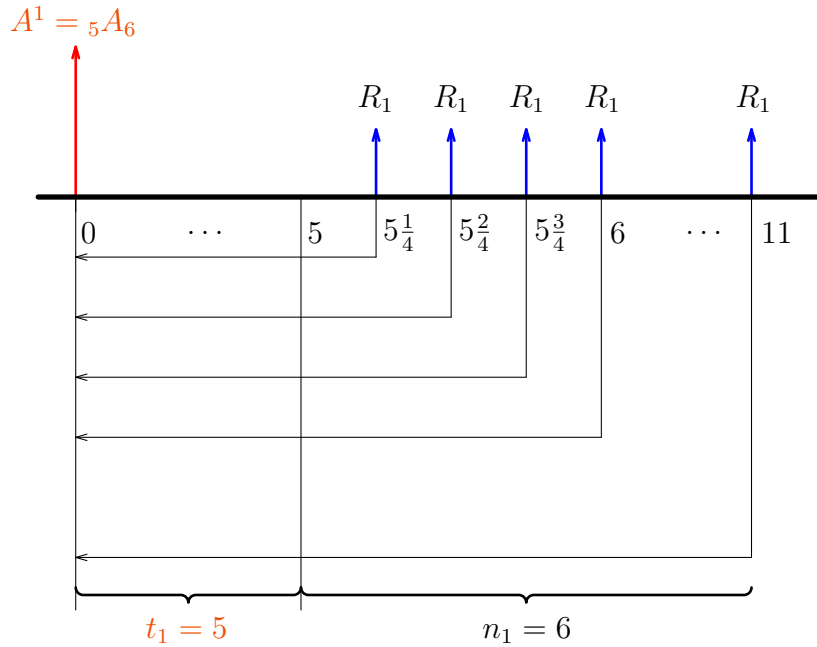 A¹ = ₅A₆
R₁ R₁ R₁ R₁ R₁
0 ⋯ 5 5¼ 5²⁄₄ 5¾ 6 ⋯ 11
t₁ = 5 n₁ = 6